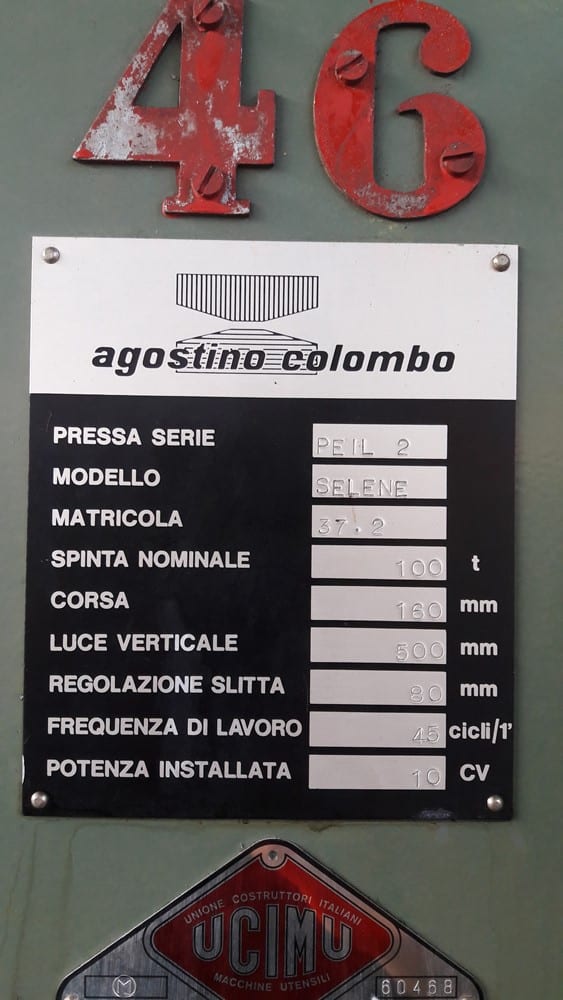 46
agostino colombo
PRESSA SERIE PEIL 2
MODELLO SELENE
MATRICOLA 37.2
SPINTA NOMINALE 100 t
CORSA 160 mm
LUCE VERTICALE 500 mm
REGOLAZIONE SLITTA 80 mm
FREQUENZA DI LAVORO 45 cicli/1'
POTENZA INSTALLATA 10 CV
UNIONE COSTRUTTORI ITALIANI
UCIMU
MACCHINE UTENSILI
M 60468